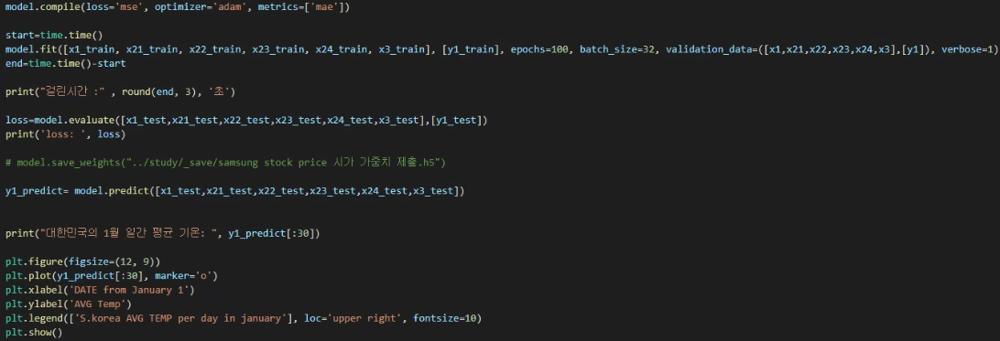 model.compile(loss='mse', optimizer='adam', metrics=['mae'])
start=time.time()
model.fit([x1_train, x21_train, x22_train, x23_train, x24_train, x3_train], [y1_train], epochs=100, batch_size=32, validation_data=([x1,x21,x22,x23,x24,x3],[y1]), verbose=1)
end=time.time()-start
print("걸린시간 :" , round(end, 3), '초')
loss=model.evaluate([x1_test,x21_test,x22_test,x23_test,x24_test,x3_test],[y1_test])
print('loss: ', loss)
# model.save_weights("../study/_save/samsung stock price 시가 가중치 제출.h5")
y1_predict= model.predict([x1_test,x21_test,x22_test,x23_test,x24_test,x3_test])
print("대한민국의 1월 일간 평균 기온: ", y1_predict[:30])
plt.figure(figsize=(12, 9))
plt.plot(y1_predict[:30], marker='o')
plt.xlabel('DATE from January 1')
plt.ylabel('AVG Temp')
plt.legend(['S.korea AVG TEMP per day in january'], loc='upper right', fontsize=10)
plt.show()